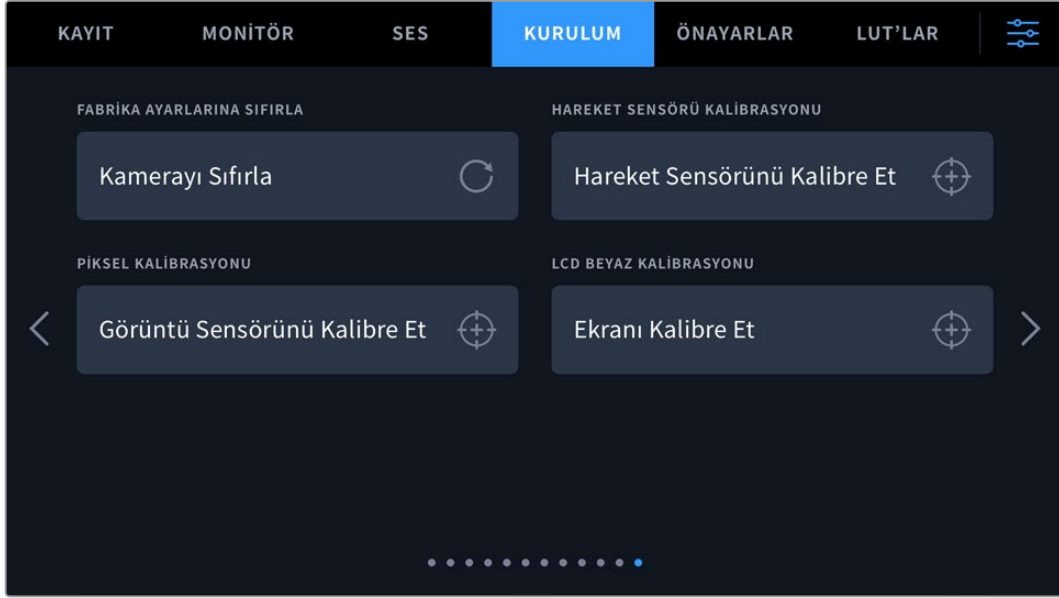 KAYIT MONİTÖR SES KURULUM ÖNAYARLAR LUT’LAR
FABRİKA AYARLARINA SIFIRLA
Kamerayı Sıfırla
HAREKET SENSÖRÜ KALİBRASYONU
Hareket Sensörünü Kalibre Et
PİKSEL KALİBRASYONU
Görüntü Sensörünü Kalibre Et
LCD BEYAZ KALİBRASYONU
Ekranı Kalibre Et